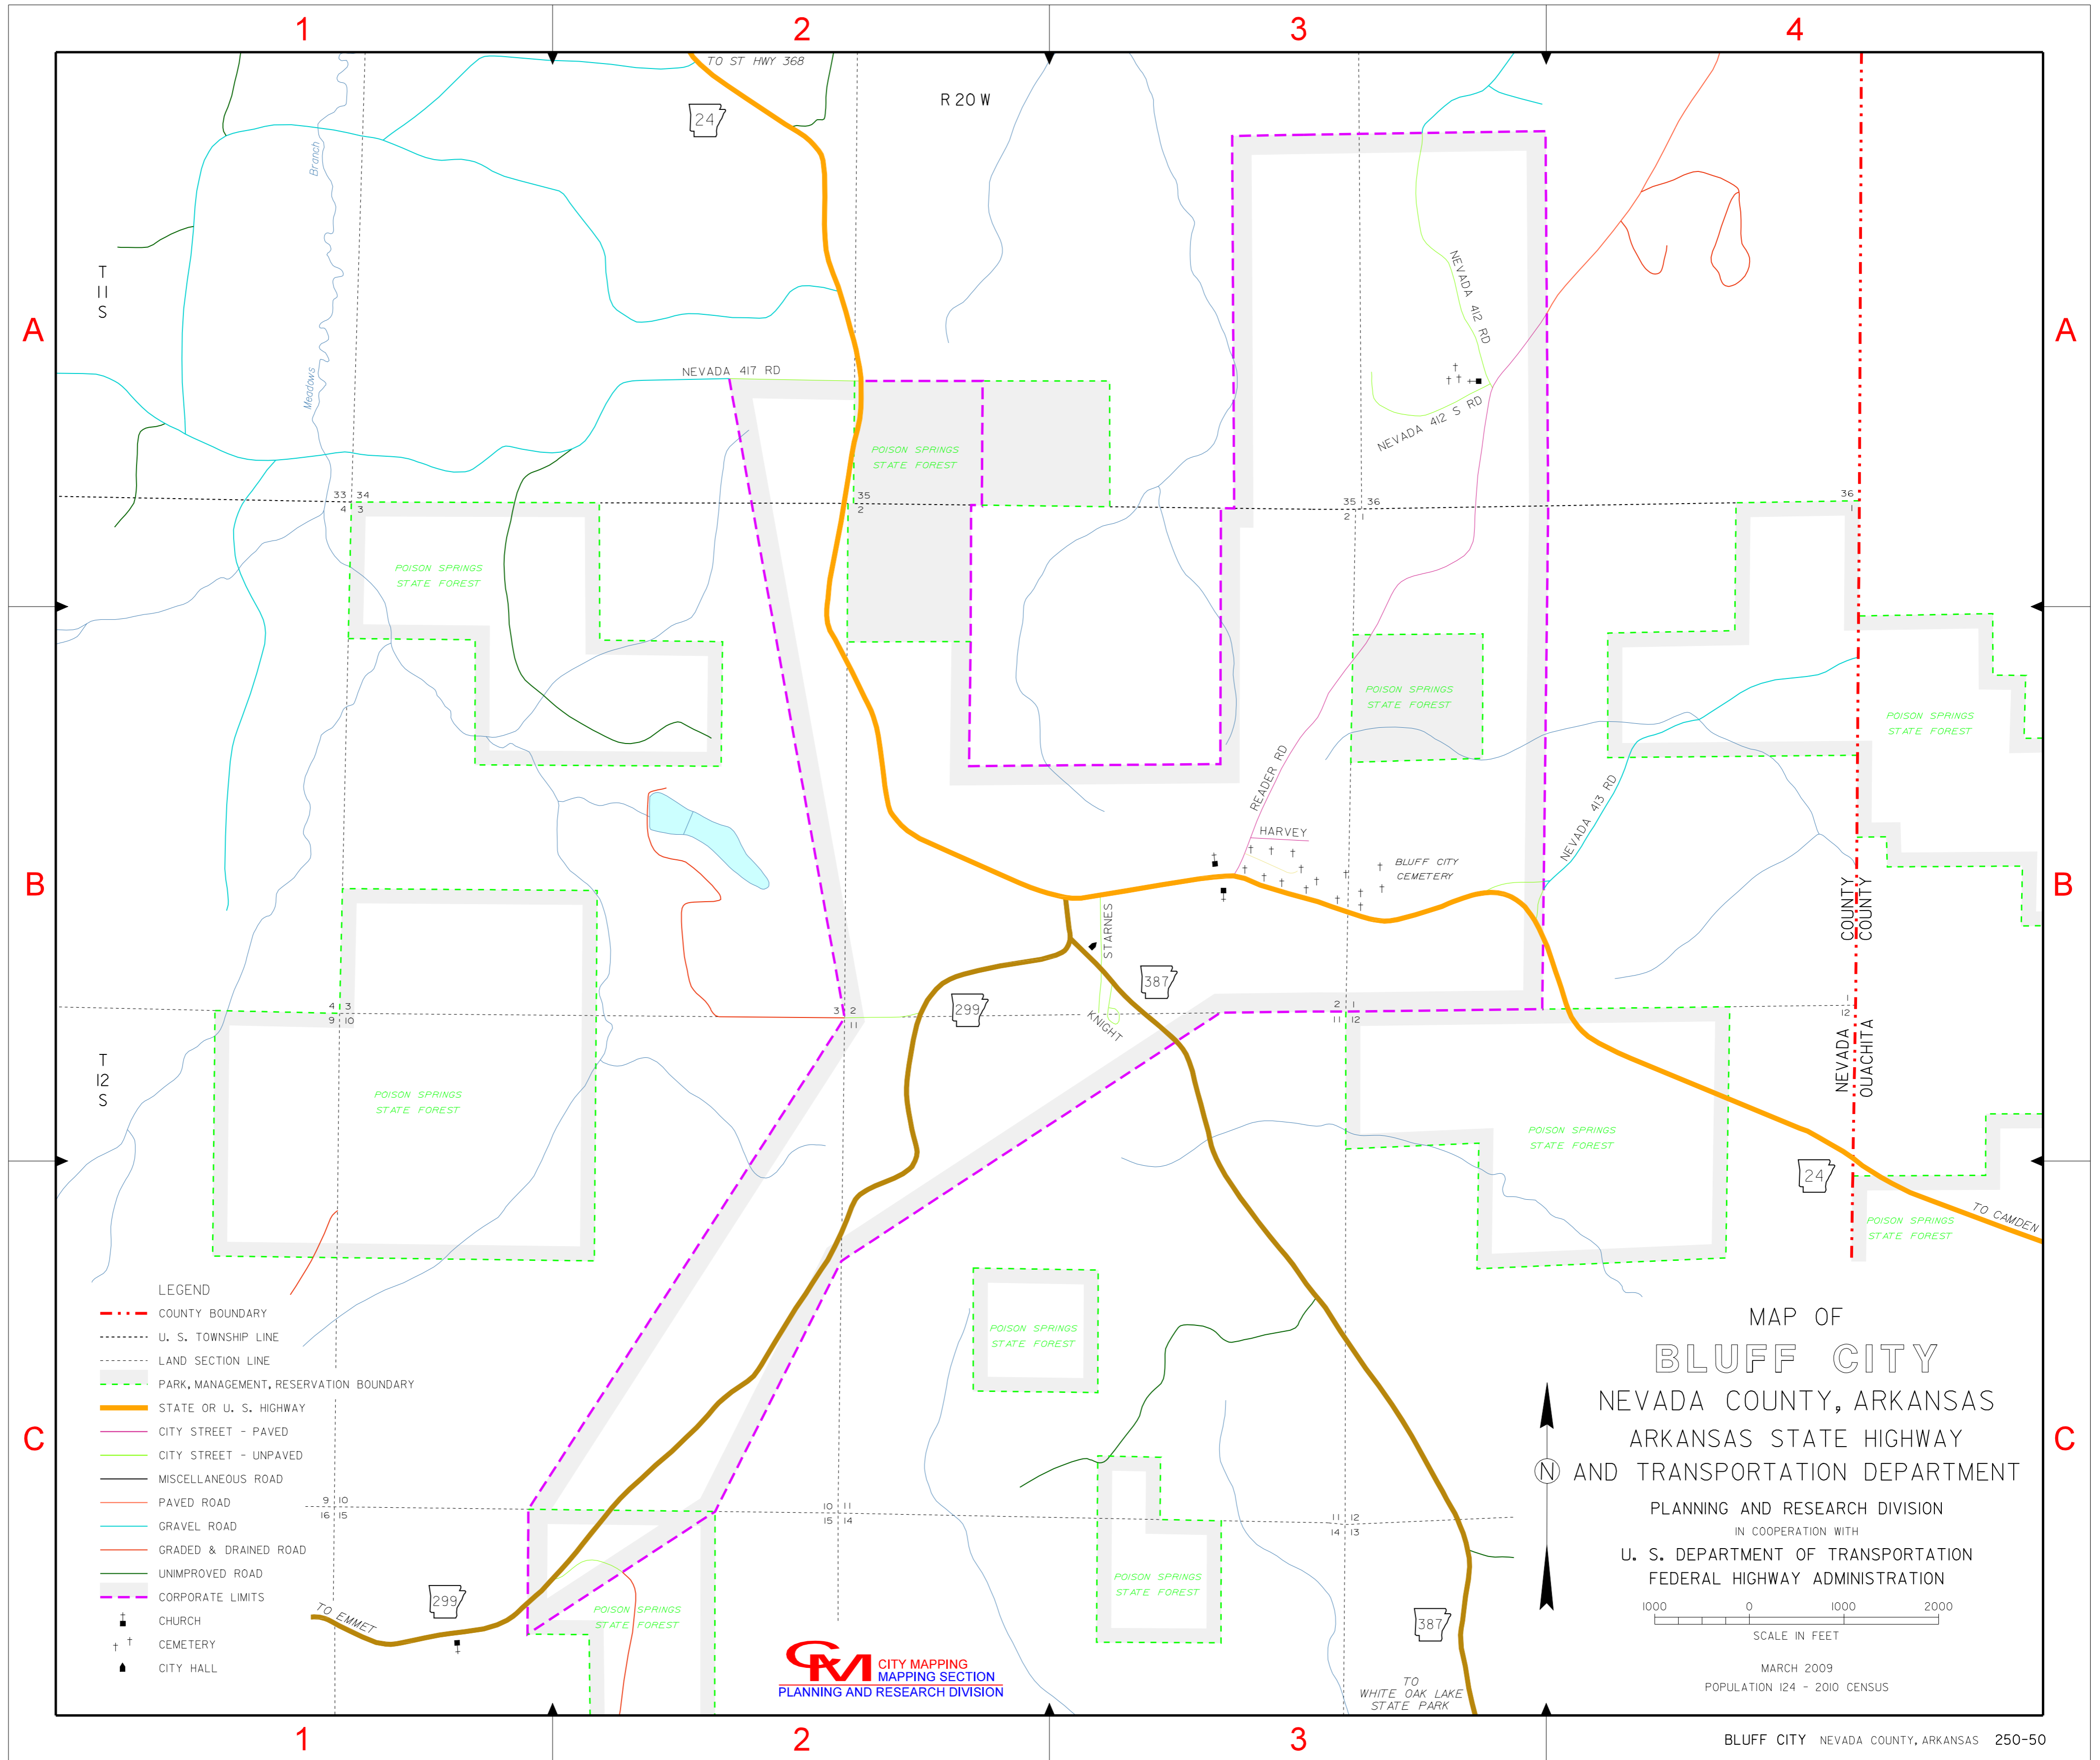 1
2
3
4
TO ST HWY 368
24
R 20 W
Branch
T
11
S
A
A
NEVADA 412 RD
Meadows
NEVADA 417 RD
NEVADA 412 S RD
POISON SPRINGS
STATE FOREST
33
34
4
3
35
2
35
36
2
1
36
1
POISON SPRINGS
STATE FOREST
POISON SPRINGS
STATE FOREST
POISON SPRINGS
STATE FOREST
READER RD
NEVADA 413 RD
HARVEY
BLUFF CITY
CEMETERY
B
B
COUNTY
COUNTY
STARNES
387
299
KNIGHT
4
3
9
10
3
2
11
2
1
11
12
1
12
NEVADA
OUACHITA
T
12
S
POISON SPRINGS
STATE FOREST
POISON SPRINGS
STATE FOREST
24
TO CAMDEN
POISON SPRINGS
STATE FOREST
POISON SPRINGS
STATE FOREST
LEGEND
COUNTY BOUNDARY
U. S. TOWNSHIP LINE
LAND SECTION LINE
PARK, MANAGEMENT, RESERVATION BOUNDARY
STATE OR U. S. HIGHWAY
CITY STREET - PAVED
CITY STREET - UNPAVED
MISCELLANEOUS ROAD
PAVED ROAD
GRAVEL ROAD
GRADED & DRAINED ROAD
UNIMPROVED ROAD
CORPORATE LIMITS
CHURCH
CEMETERY
CITY HALL
C
C
9
10
16
15
10
11
15
14
11
12
14
13
TO EMMET
299
POISON SPRINGS
STATE FOREST
POISON SPRINGS
STATE FOREST
387
TO
WHITE OAK LAKE
STATE PARK
CM
CITY MAPPING
MAPPING SECTION
PLANNING AND RESEARCH DIVISION
MAP OF
BLUFF CITY
NEVADA COUNTY, ARKANSAS
ARKANSAS STATE HIGHWAY
N AND TRANSPORTATION DEPARTMENT
PLANNING AND RESEARCH DIVISION
IN COOPERATION WITH
U. S. DEPARTMENT OF TRANSPORTATION
FEDERAL HIGHWAY ADMINISTRATION
1000 0 1000 2000
SCALE IN FEET
MARCH 2009
POPULATION 124 - 2010 CENSUS
1
2
3
BLUFF CITY NEVADA COUNTY, ARKANSAS 250-50